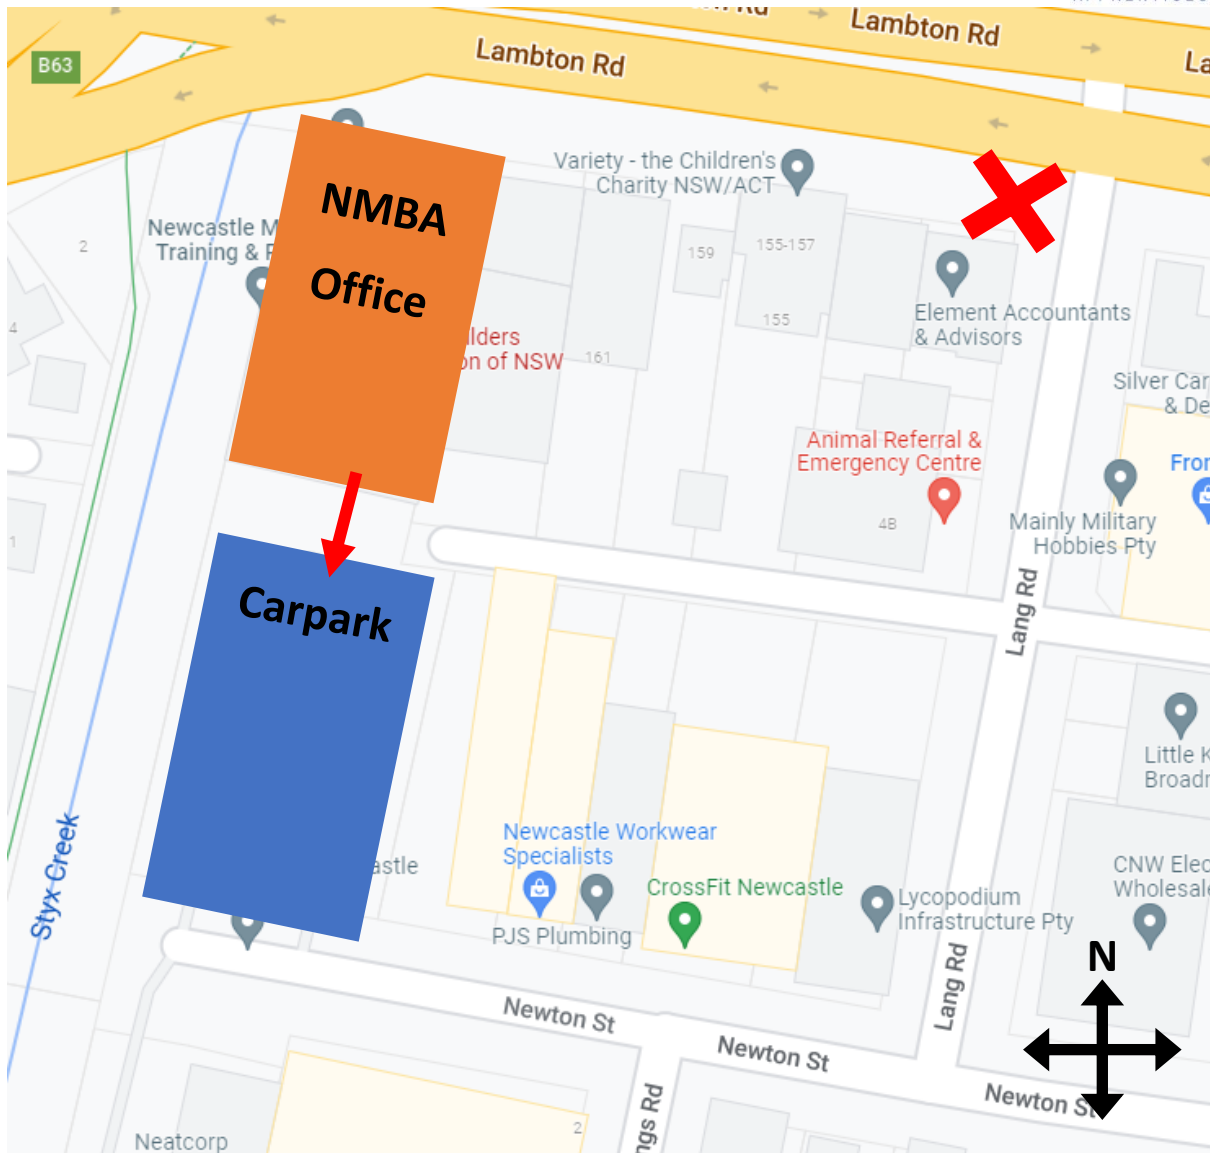 Lambton Rd
Lambton Rd
B63
NMBA
Office
Variety - the Children's
Charity NSW/ACT
Newcastle M
Training &
2
159
155-157
155
Element Accountants
& Advisors
4
ilders
on of NSW
161
Silver Car
& De
Animal Referral &
Emergency Centre
4B
From
Mainly Military
Hobbies Pty
1
Carpark
Lang Rd
Little K
Broadm
Styx Creek
Newcastle Workwear
Specialists
astle
CrossFit Newcastle
PJS Plumbing
Lycopodium
Infrastructure Pty
CNW Elec
Wholesale
N
Lang Rd
Newton St
Newton St
Newton St
ngs Rd
2
Neatcorp